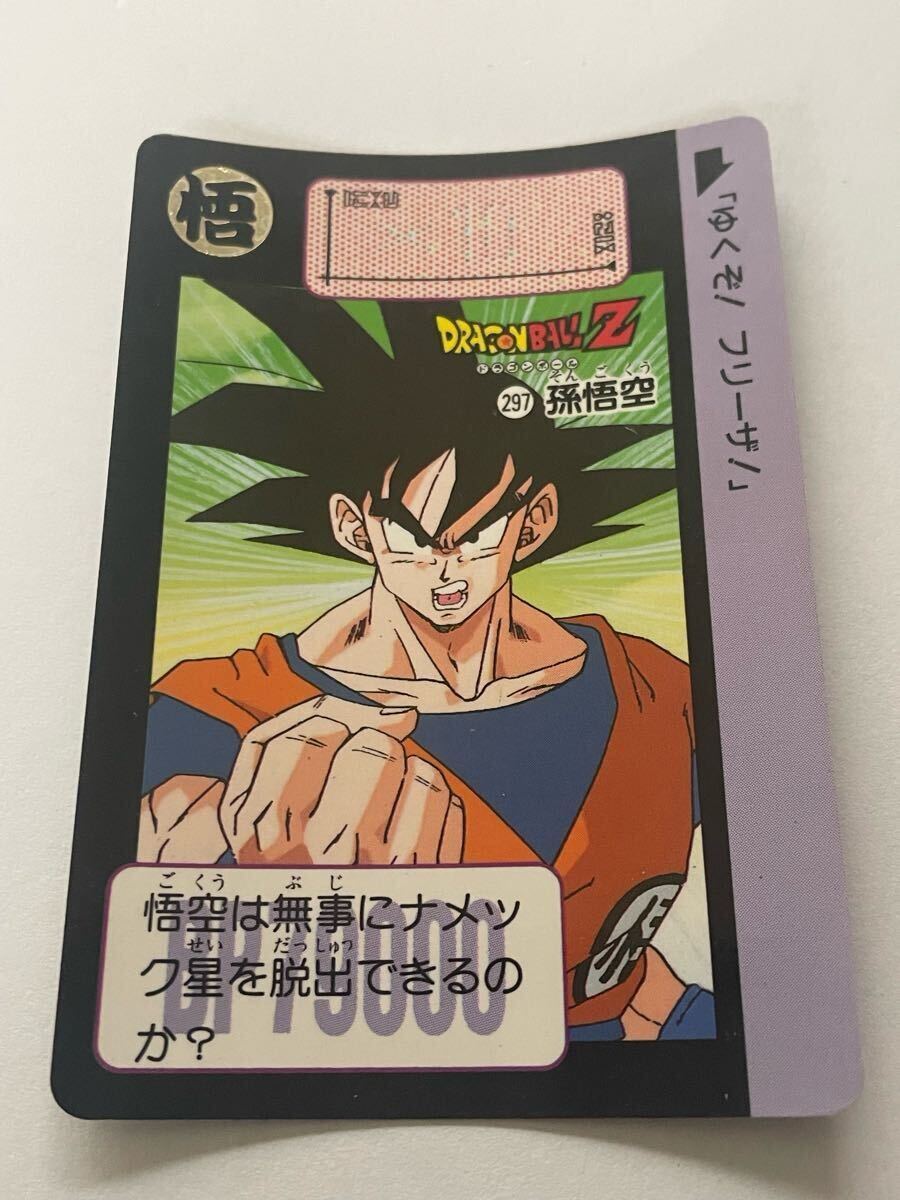 悟
「ゆくぞ! フリーザ!」
DRAGON BALL Z
ドラゴンボール
そん ご くう
297 孫悟空
ご くう ぶ じ
悟空は無事にナメッ
せい だっしゅつ
ク星を脱出できるの
か?